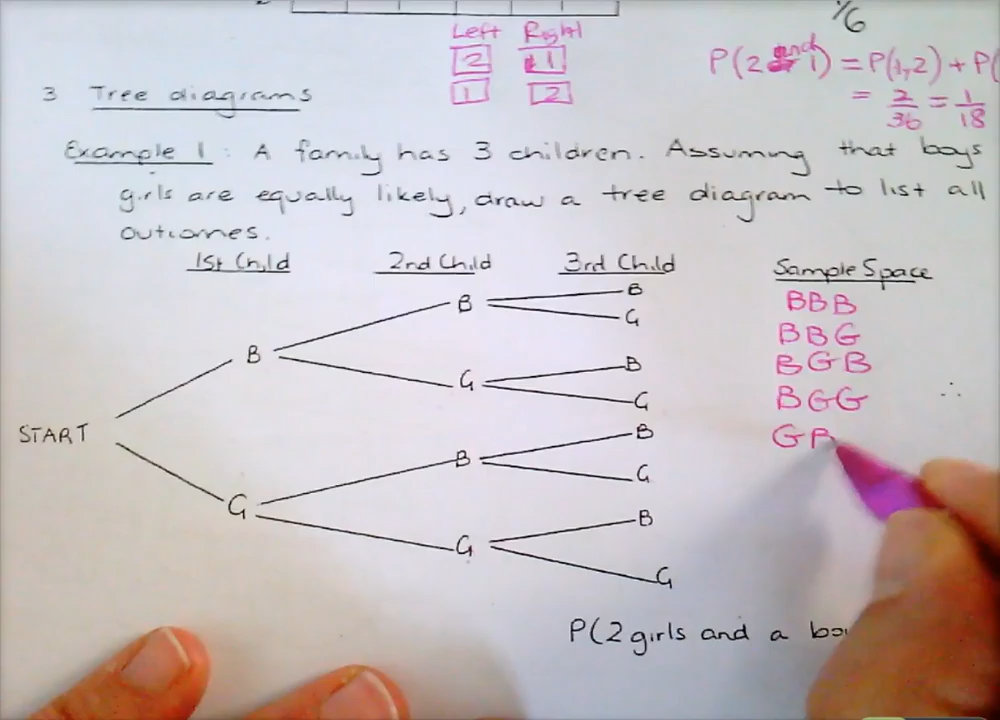 1/6
Left Right
2 1
1 2
P(2 and 1) = P(1,2) + P(
= 2/36 = 1/18
3 Tree diagrams
Example 1: A family has 3 children. Assuming that boys
girls are equally likely, draw a tree diagram to list all
outcomes.
1st Child 2nd Child 3rd Child Sample Space
B
B
G
B
B
G
G
START
B
B
G
G
B
G
G
BBB
BBG
BGB
BGG
GB
∴
P(2 girls and a bo